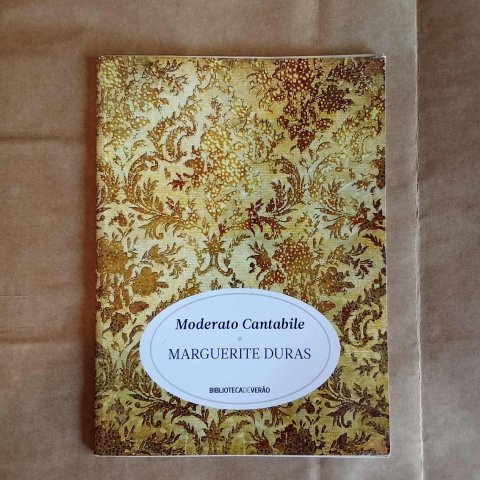 Moderato Cantabile
MARGUERITE DURAS
BIBLIOTECADEVERÃO